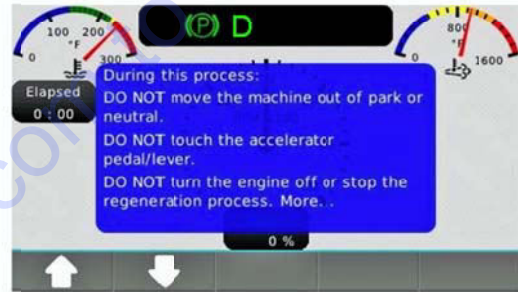 (P) D
100 200
°F
0 300
800
°F
0 1600
Elapsed
0 : 00
During this process:
DO NOT move the machine out of park or
neutral.
DO NOT touch the accelerator
pedal/lever.
DO NOT turn the engine off or stop the
regeneration process. More. .
0 %